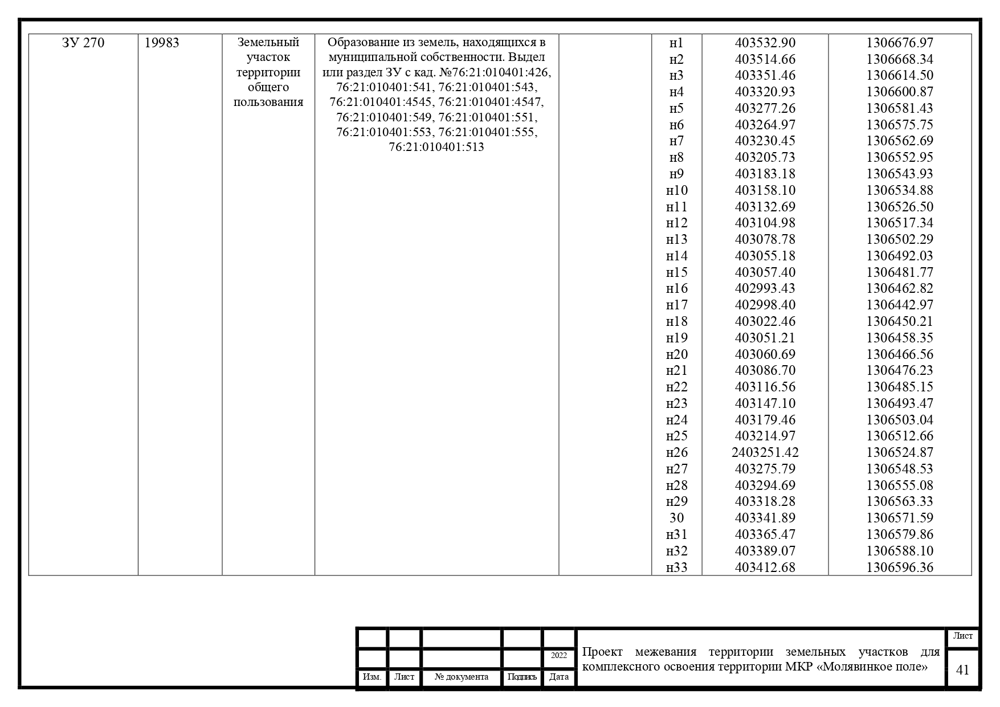 ЗУ 270
19983
Земельный
участок
территории
общего
пользования
Образование из земель, находящихся в
муниципальной собственности. Выдел
или раздел ЗУ с кад. №76:21:010401:426,
76:21:010401:541, 76:21:010401:543,
76:21:010401:4545, 76:21:010401:4547,
76:21:010401:549, 76:21:010401:551,
76:21:010401:553, 76:21:010401:555,
76:21:010401:513
н1 403532.90 1306676.97
н2 403514.66 1306668.34
н3 403351.46 1306614.50
н4 403320.93 1306600.87
н5 403277.26 1306581.43
н6 403264.97 1306575.75
н7 403230.45 1306562.69
н8 403205.73 1306552.95
н9 403183.18 1306543.93
н10 403158.10 1306534.88
н11 403132.69 1306526.50
н12 403104.98 1306517.34
н13 403078.78 1306502.29
н14 403055.18 1306492.03
н15 403057.40 1306481.77
н16 402993.43 1306462.82
н17 402998.40 1306442.97
н18 403022.46 1306450.21
н19 403051.21 1306458.35
н20 403060.69 1306466.56
н21 403086.70 1306476.23
н22 403116.56 1306485.15
н23 403147.10 1306493.47
н24 403179.46 1306503.04
н25 403214.97 1306512.66
н26 2403251.42 1306524.87
н27 403275.79 1306548.53
н28 403294.69 1306555.08
н29 403318.28 1306563.33
30 403341.89 1306571.59
н31 403365.47 1306579.86
н32 403389.07 1306588.10
н33 403412.68 1306596.36
2022
Изм. Лист № документа Подпись Дата
Проект межевания территории земельных участков для
комплексного освоения территории МКР «Молявинкое поле»
Лист
41